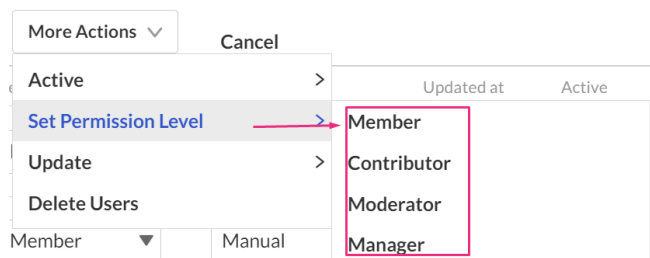 More Actions
Cancel
Active
Updated at Active
Set Permission Level
Member
Update
Contributor
Delete Users
Moderator
Member Manual
Manager